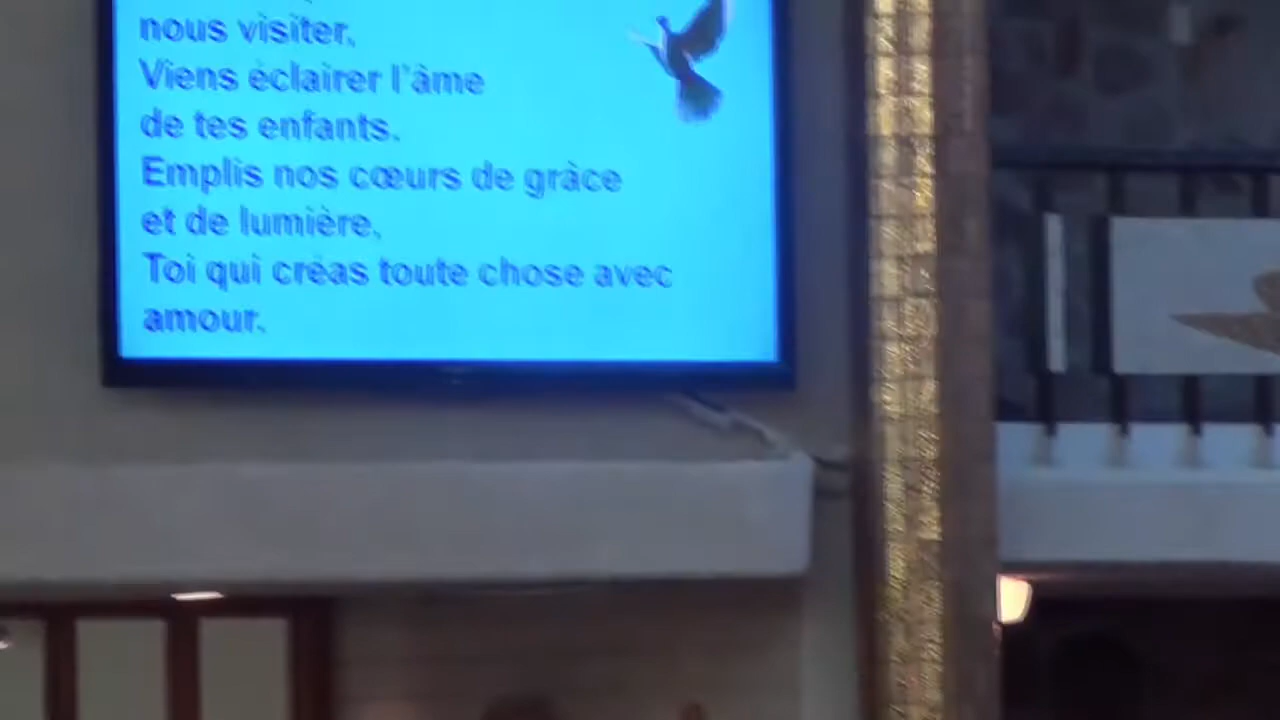 nous visiter.
Viens éclairer l'âme
de tes enfants.
Emplis nos cœurs de grâce
et de lumière,
Toi qui créas toute chose avec
amour.